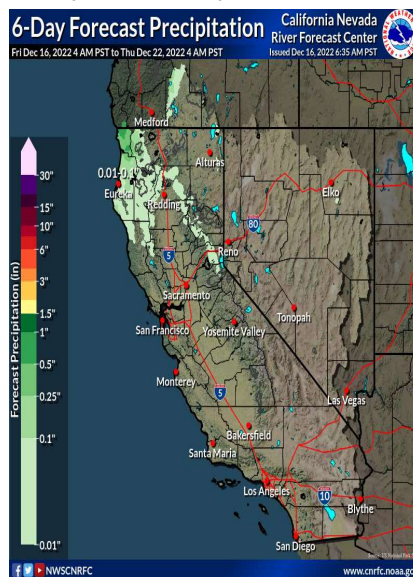 6-Day Forecast Precipitation
California Nevada
River Forecast Center
Fri Dec 16, 2022 4 AM PST to Thu Dec 22, 2022 4 AM PST
Issued Dec 16, 2022 6:35 AM PST
Medford
0.01-0.1"
Eureka
Alturas
Redding
Elko
80
Reno
5
Sacramento
San Francisco
Yosemite Valley
Tonopah
Monterey
5
Las Vegas
Bakersfield
Santa Maria
Los Angeles
10
Blythe
San Diego
Forecast Precipitation (in)
30"
15"
10"
6"
3"
1.5"
1"
0.5"
0.25"
0.1"
0.01"
NWSCNRFC
www.cnrfc.noaa.go